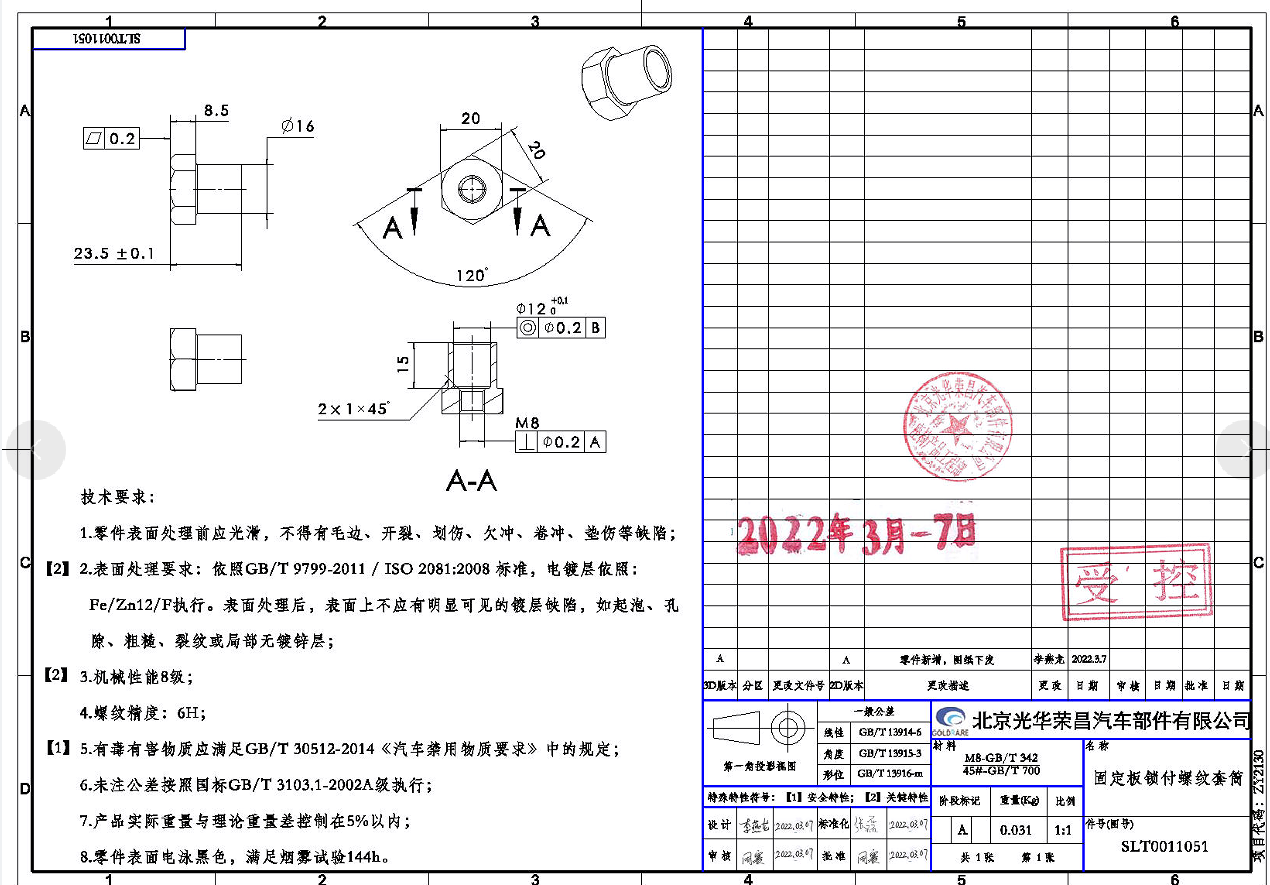 1 2 3 4 5 6
SLT0011051
A
A
8.5
⌀16
0.2
20
20
23.5 ±0.1
A A
120°
B
B
⌀12 +0.1 0
⌀0.2 B
15
2×1×45°
M8
⌀0.2 A
A-A
技术要求：
1.零件表面处理前应光滑，不得有毛边、开裂、划伤、欠冲、卷冲、垫伤等缺陷；
【2】 2.表面处理要求：依照GB/T 9799-2011 / ISO 2081:2008 标准，电镀层依照：
Fe/Zn12/F执行。表面处理后，表面上不应有明显可见的镀层缺陷，如起泡、孔
隙、粗糙、裂纹或局部无镀锌层；
【2】 3.机械性能8级；
4.螺纹精度：6H；
【1】 5.有毒有害物质应满足GB/T 30512-2014《汽车禁用物质要求》中的规定；
6.未注公差按照国标GB/T 3103.1-2002A级执行；
7.产品实际重量与理论重量差控制在5%以内；
8.零件表面电泳黑色，满足烟雾试验144h。
C
C
D
D
2022年3月-7日
受控
A A 零件新增，图纸下发 李燕龙 2022.3.7
3D版本 分区 更改文件号 2D版本 更改描述 更改 日期 审核 日期 批准 日期
第一角投影视图
一般公差
线性 GB/T 13914-6
角度 GB/T 13915-3
形位 GB/T 13916-m
特殊特性符号：【1】安全特性；【2】关键特性
设计 2022.03.07 标准化 2022.03.07
审核 2022.03.07 批准 2022.03.07
GOLDRARE
北京光华荣昌汽车部件有限公司
材料
M8-GB/T 342
45#-GB/T 700
名称
固定板锁付螺纹套筒
阶段标记 重量(Kg) 比例
A 0.031 1:1
共 1 张 第 1 张
件号(图号)
SLT0011051
项目代码：ZY2130
1 2 3 4 5 6